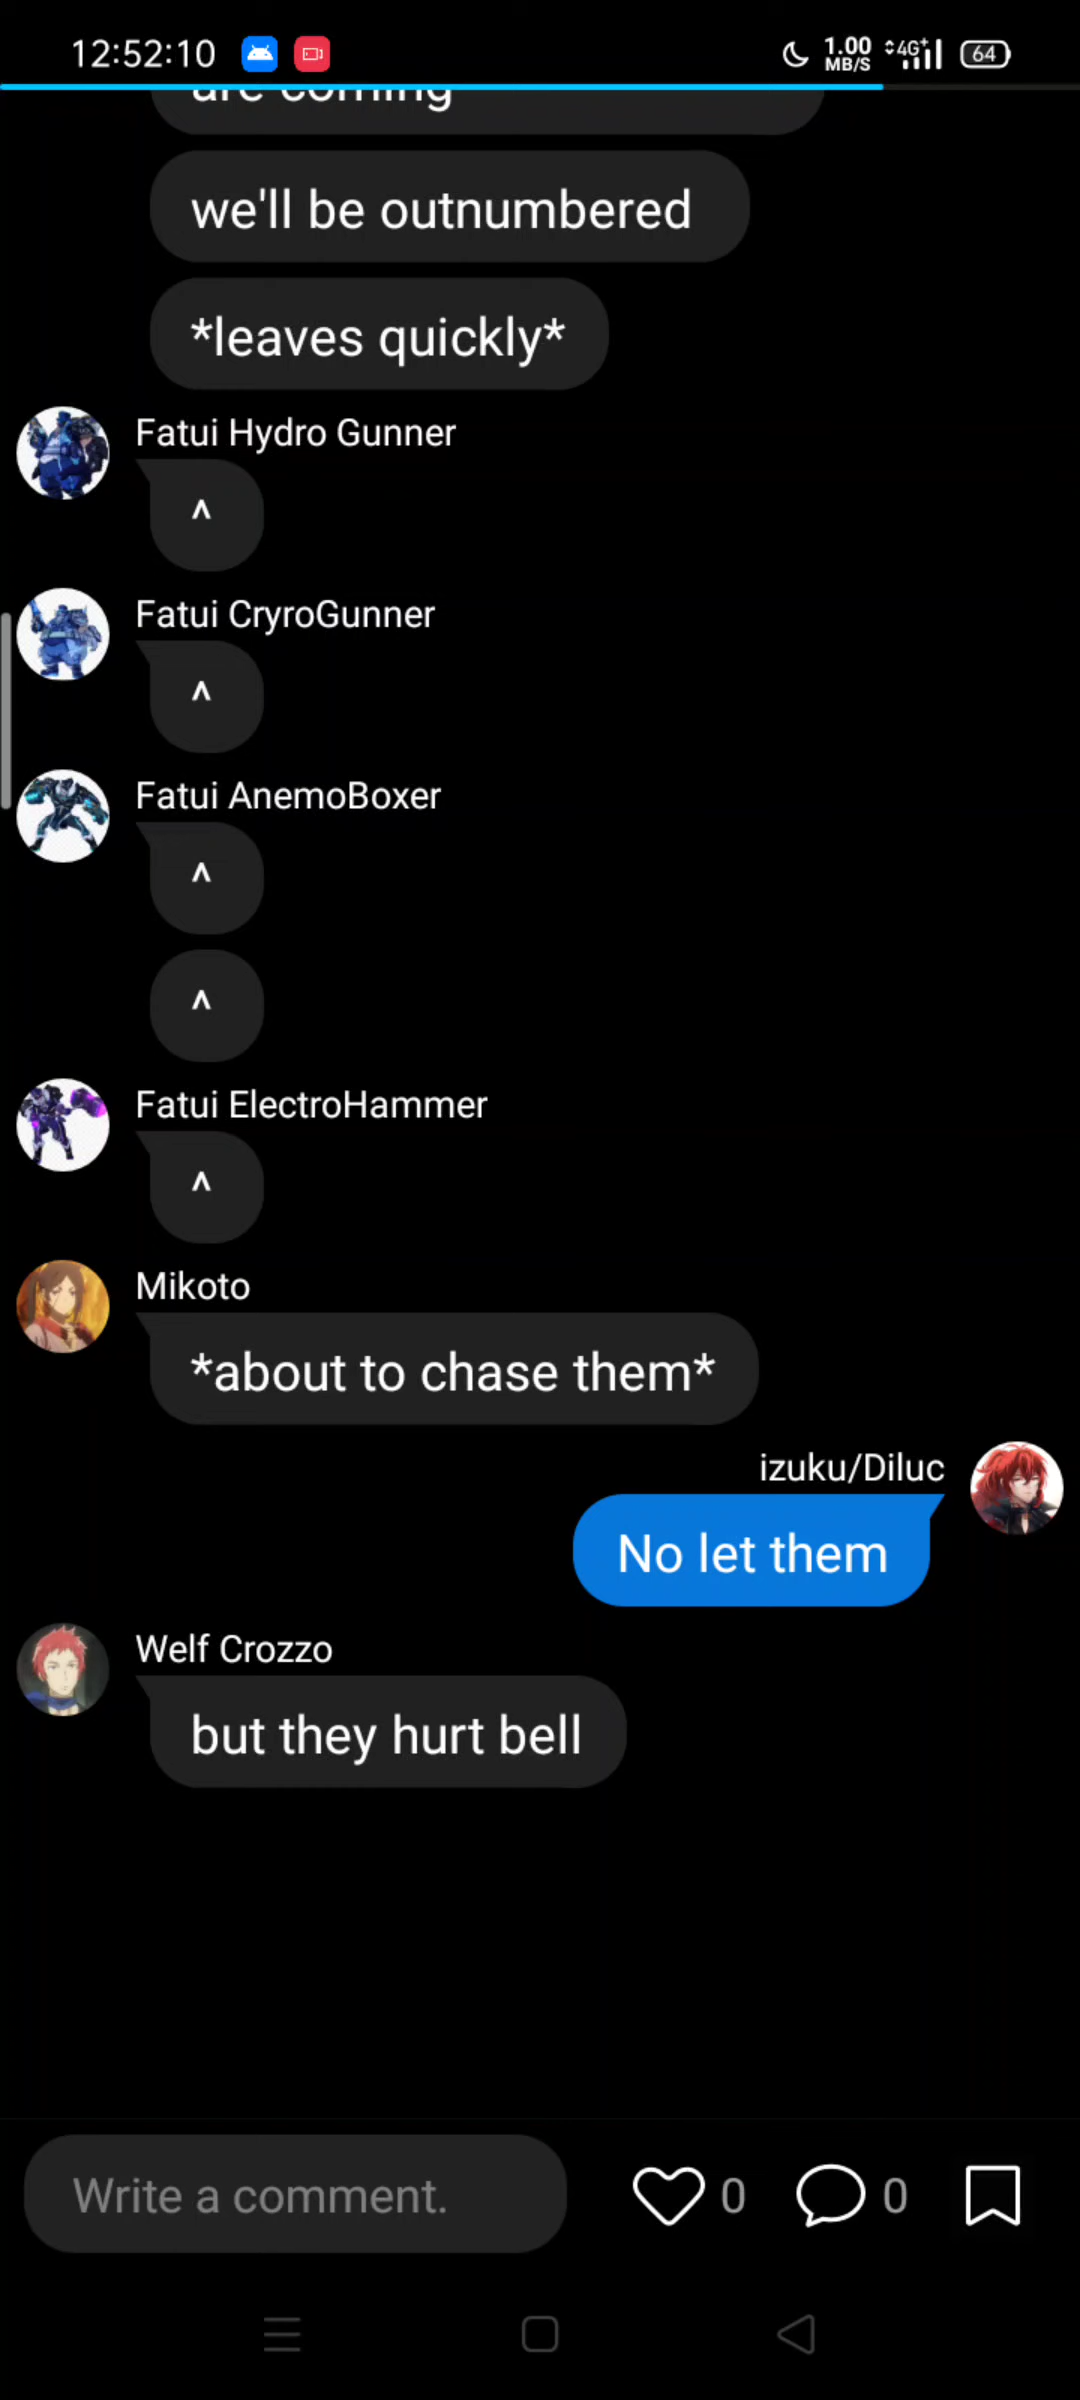 12:52:10
1.00
MB/S
4G+
64
are coming
we'll be outnumbered
*leaves quickly*
Fatui Hydro Gunner
^
Fatui CryroGunner
^
Fatui AnemoBoxer
^
^
Fatui ElectroHammer
^
Mikoto
*about to chase them*
izuku/Diluc
No let them
Welf Crozzo
but they hurt bell
Write a comment.
0
0